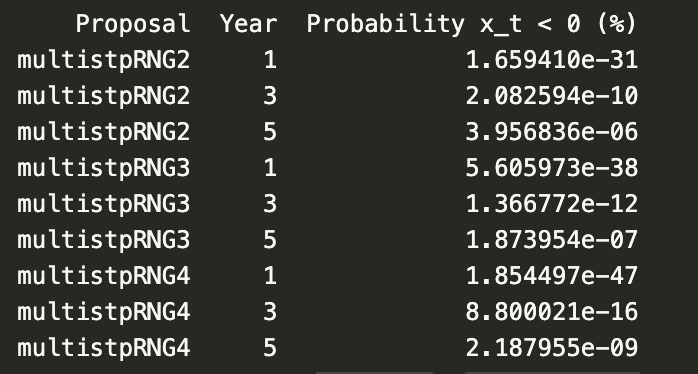 Proposal Year Probability x_t < 0 (%)
multistpRNG2 1 1.659410e-31
multistpRNG2 3 2.082594e-10
multistpRNG2 5 3.956836e-06
multistpRNG3 1 5.605973e-38
multistpRNG3 3 1.366772e-12
multistpRNG3 5 1.873954e-07
multistpRNG4 1 1.854497e-47
multistpRNG4 3 8.800021e-16
multistpRNG4 5 2.187955e-09